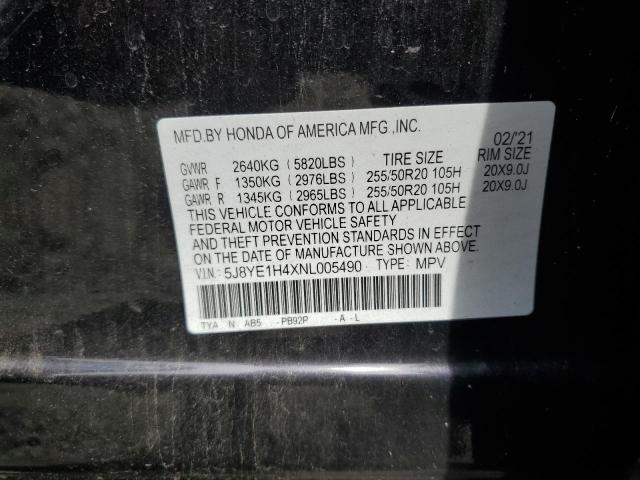 MFD.BY HONDA OF AMERICA MFG.,INC. 02/'21
GVWR 2640KG (5820LBS) TIRE SIZE RIM SIZE
GAWR F 1350KG (2976LBS) 255/50R20 105H 20X9.0J
GAWR R 1345KG (2965LBS) 255/50R20 105H 20X9.0J
THIS VEHICLE CONFORMS TO ALL APPLICABLE
FEDERAL MOTOR VEHICLE SAFETY
AND THEFT PREVENTION STANDARDS IN EFFECT
ON THE DATE OF MANUFACTURE SHOWN ABOVE.
V.I.N: 5J8YE1H4XNL005490 TYPE: MPV
TYA N AB5 -PB92P -A -L